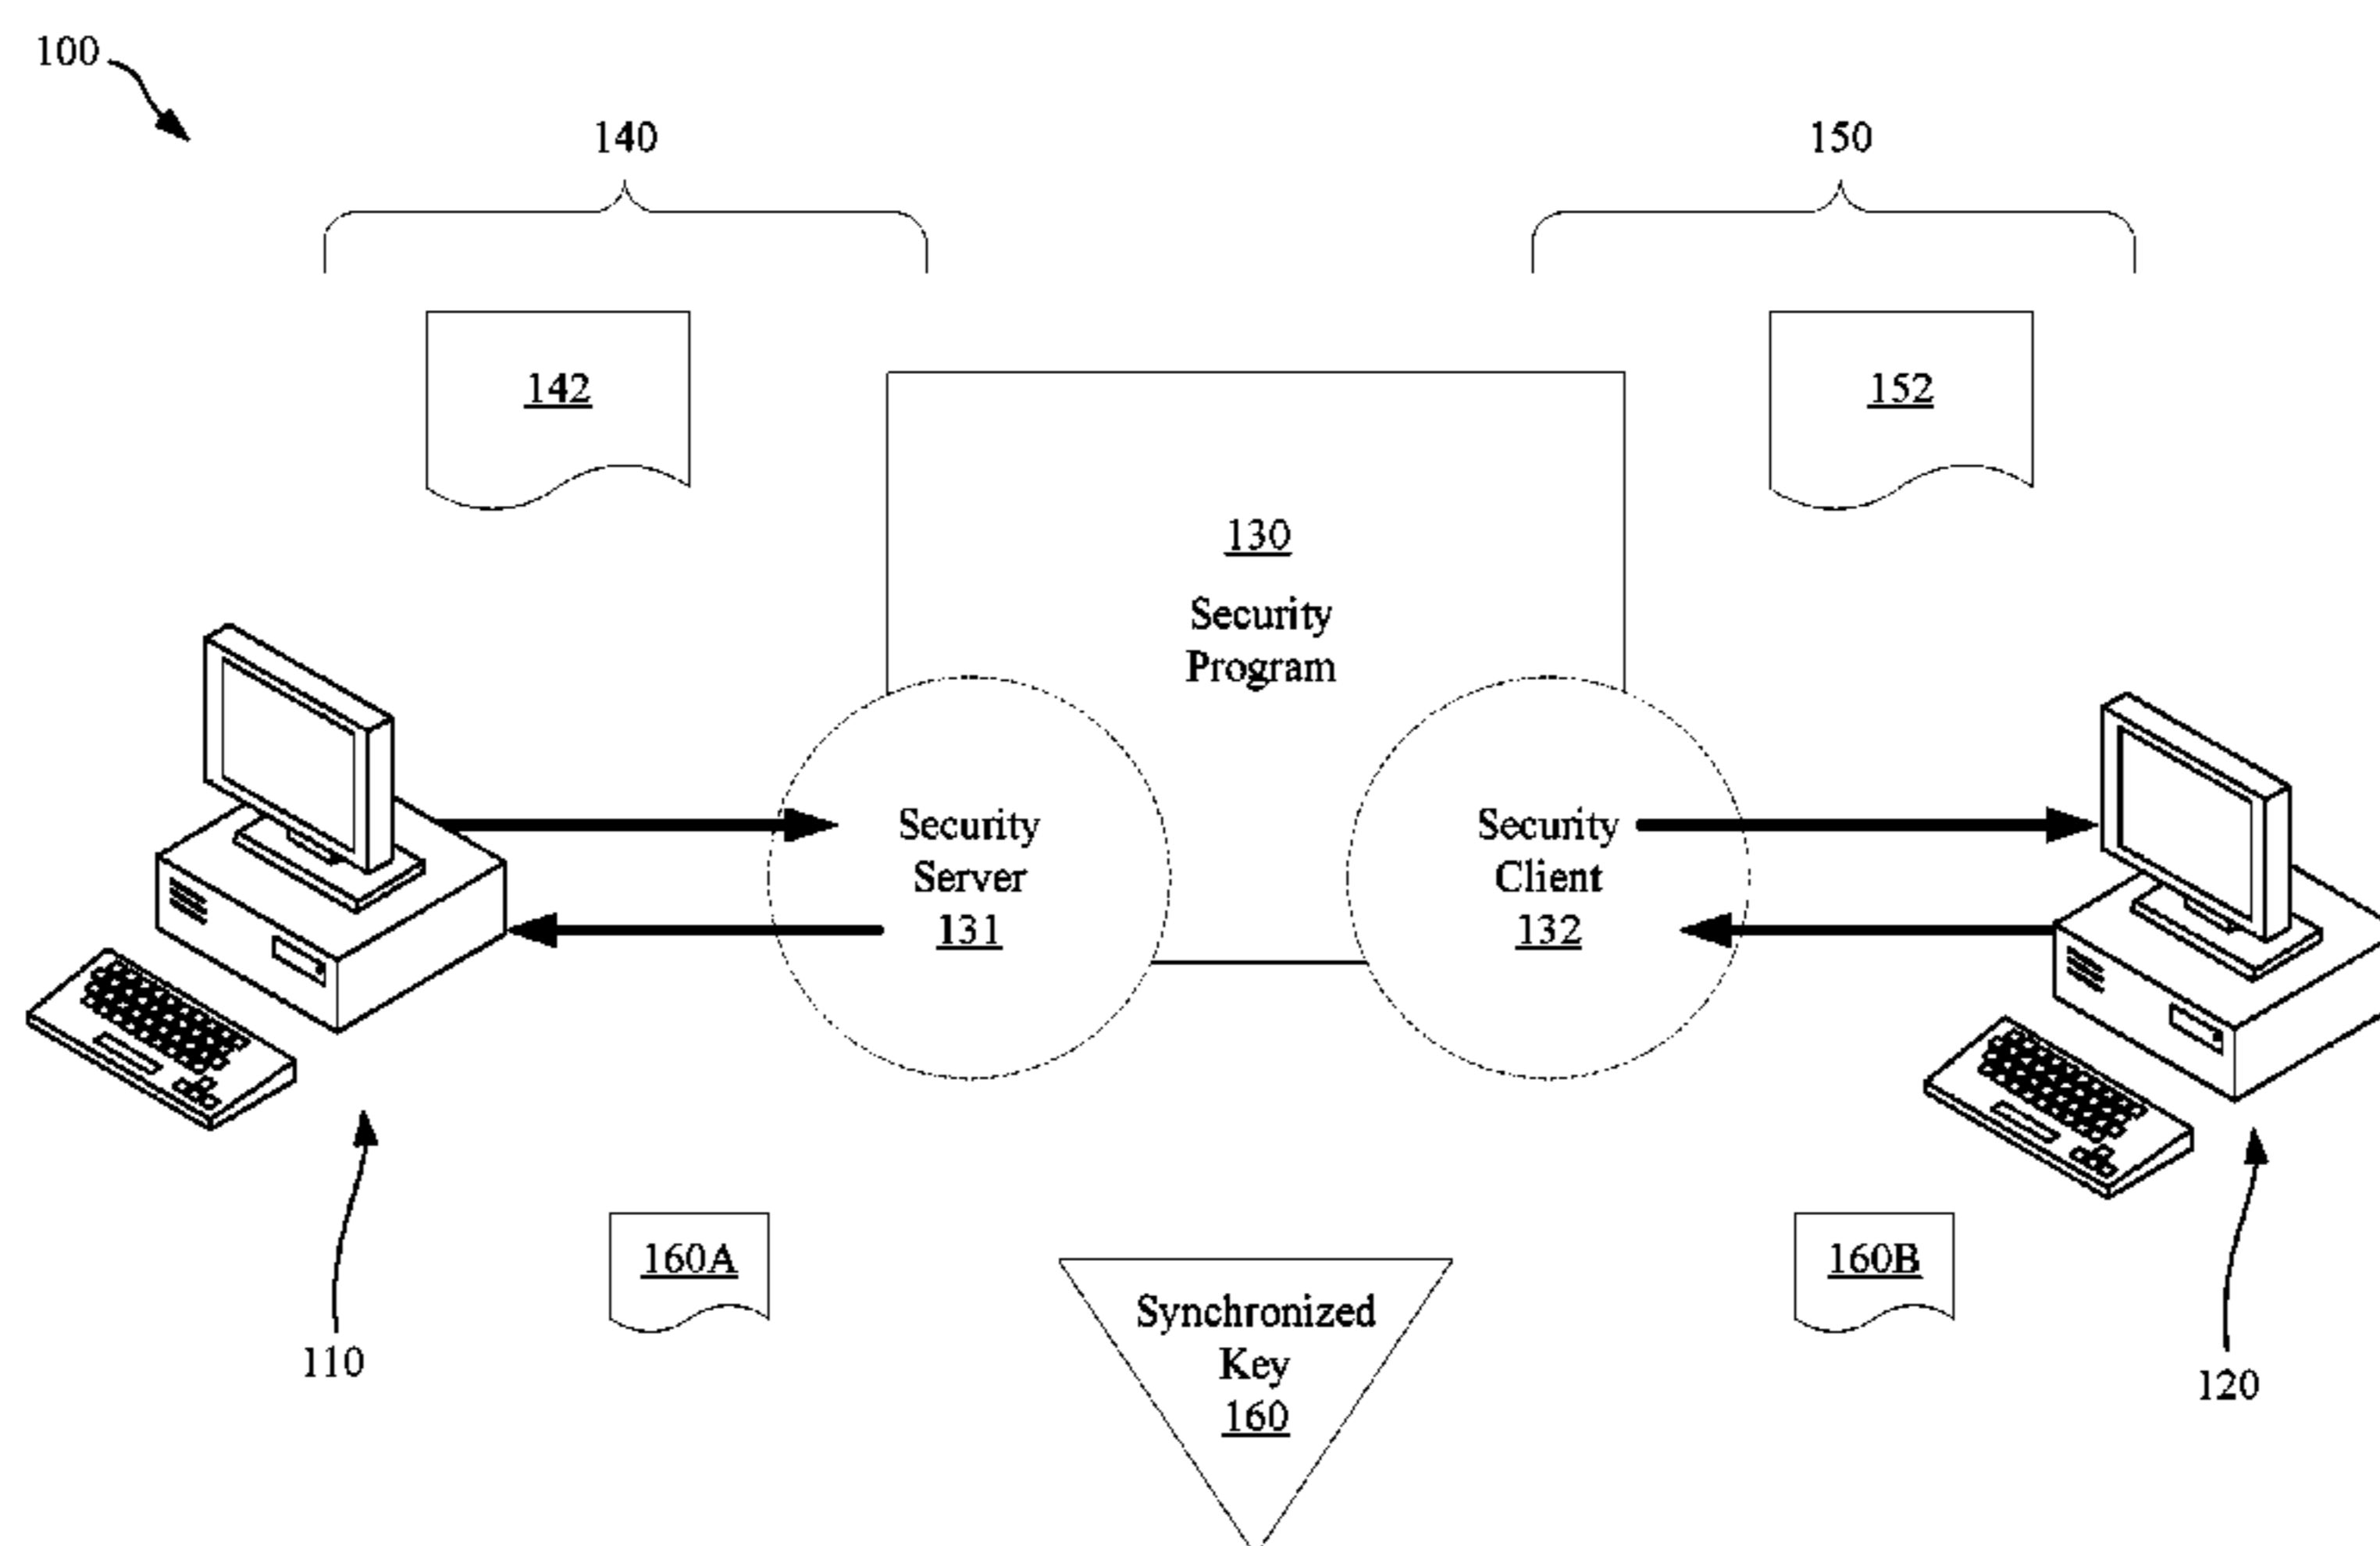 100
140
150
142
152
130
Security
Program
Security
Server
131
Security
Client
132
160A
160B
Synchronized
Key
160
110
120